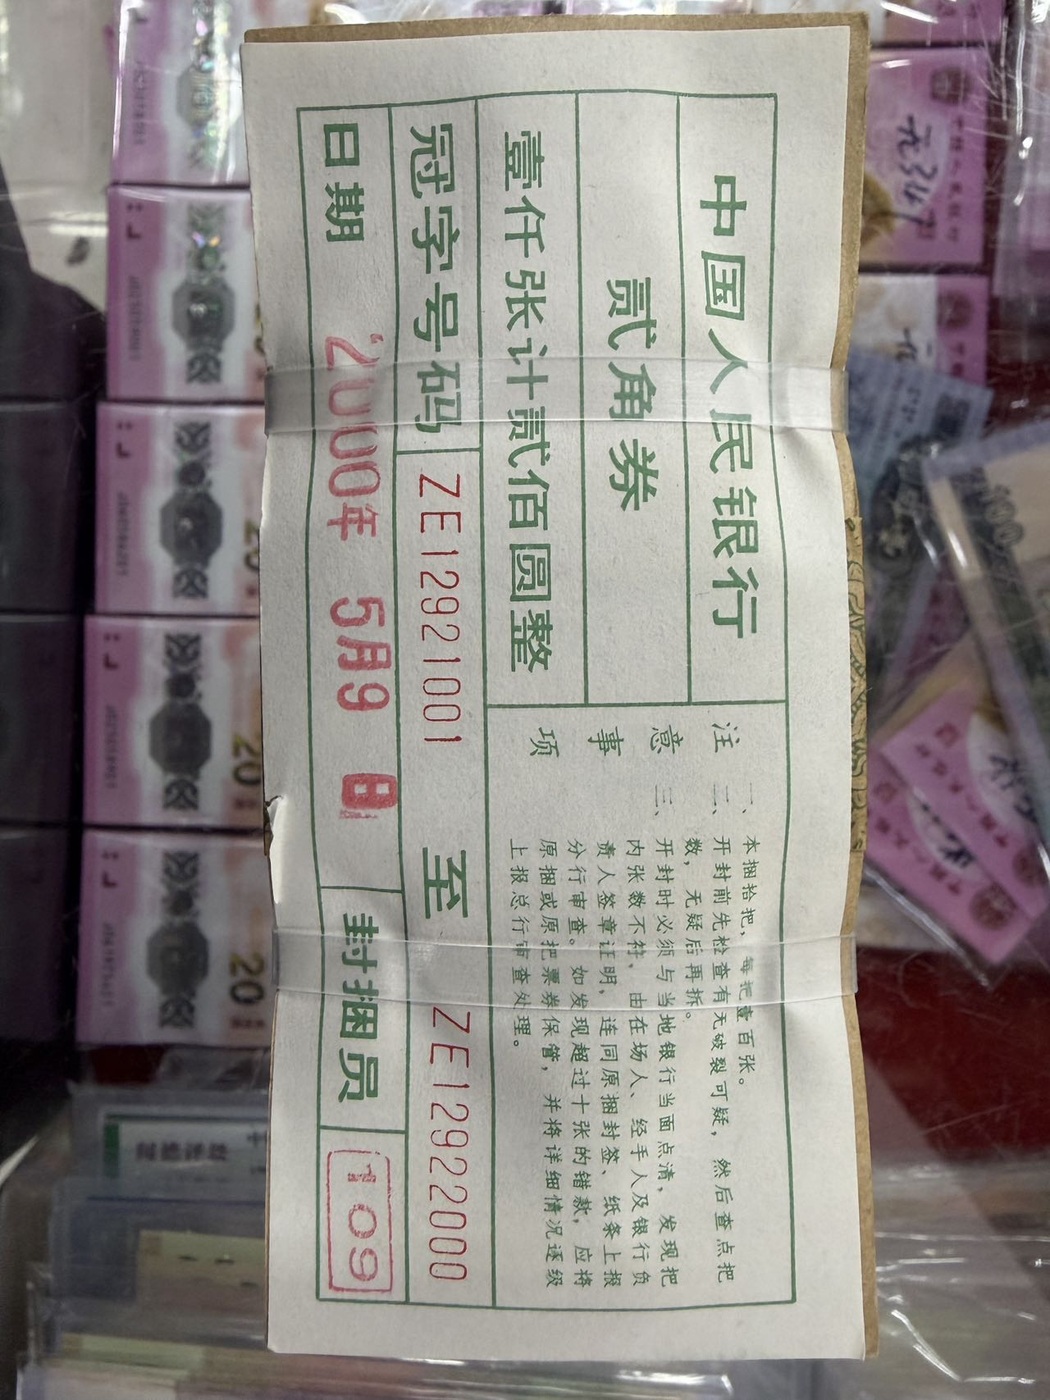 中国人民银行
贰角券
壹仟张计贰佰圆整
注意事项
一、本捆拾把，每把壹百张。
二、开封前先检查有无破裂可疑，然后查点把
数，无疑后再拆。
三、开封时必须与当地银行当面点清，发现把
内张数不符，由在场人、经手人及银行负
责人签章证明，连同原捆封签、纸条上报
分行审查。如发现超过十张的错款，应将
原捆或原把票券保管，并将详细情况逐级
上报总行审查处理。
冠字号码 ZE12921001 至 ZE12922000
日期 2000年 5月9日 封捆员 109
20
20
20